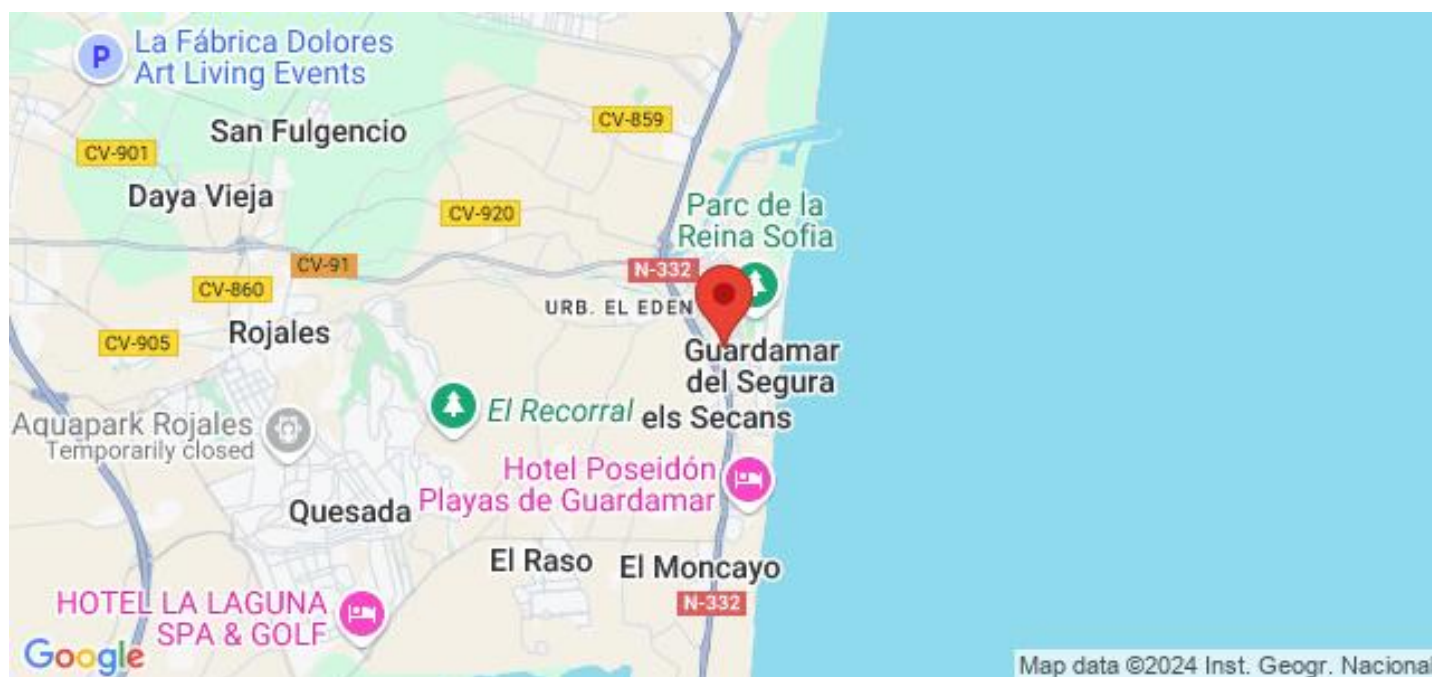 La Fábrica Dolores
Art Living Events
P
San Fulgencio
CV-859
CV-901
Daya Vieja
CV-920
Parc de la
Reina Sofia
CV-91
N-332
CV-860
URB. EL EDEN
Rojales
CV-905
Guardamar
del Segura
El Recorral
els Secans
Aquapark Rojales
Temporarily closed
Hotel Poseidón
Playas de Guardamar
Quesada
El Raso
El Moncayo
HOTEL LA LAGUNA
SPA & GOLF
N-332
Google
Map data ©2024 Inst. Geogr. Nacional